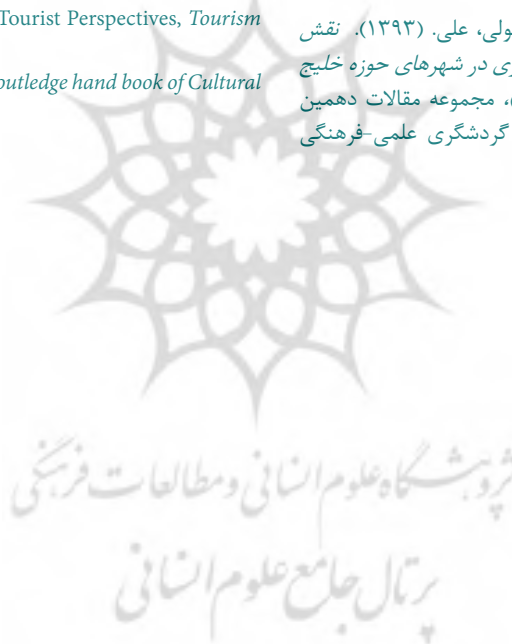 Tourist Perspectives, Tourism
outledge hand book of Cultural
ولی، علی. (۱۳۹۳). نقش
ری در شهرهای حوزه خلیج
)، مجموعه مقالات دهمین
گردشگری علمی-فرهنگی
پژوهشگاه علوم انسانی و مطالعات فرهنگی
پرتال جامع علوم انسانی